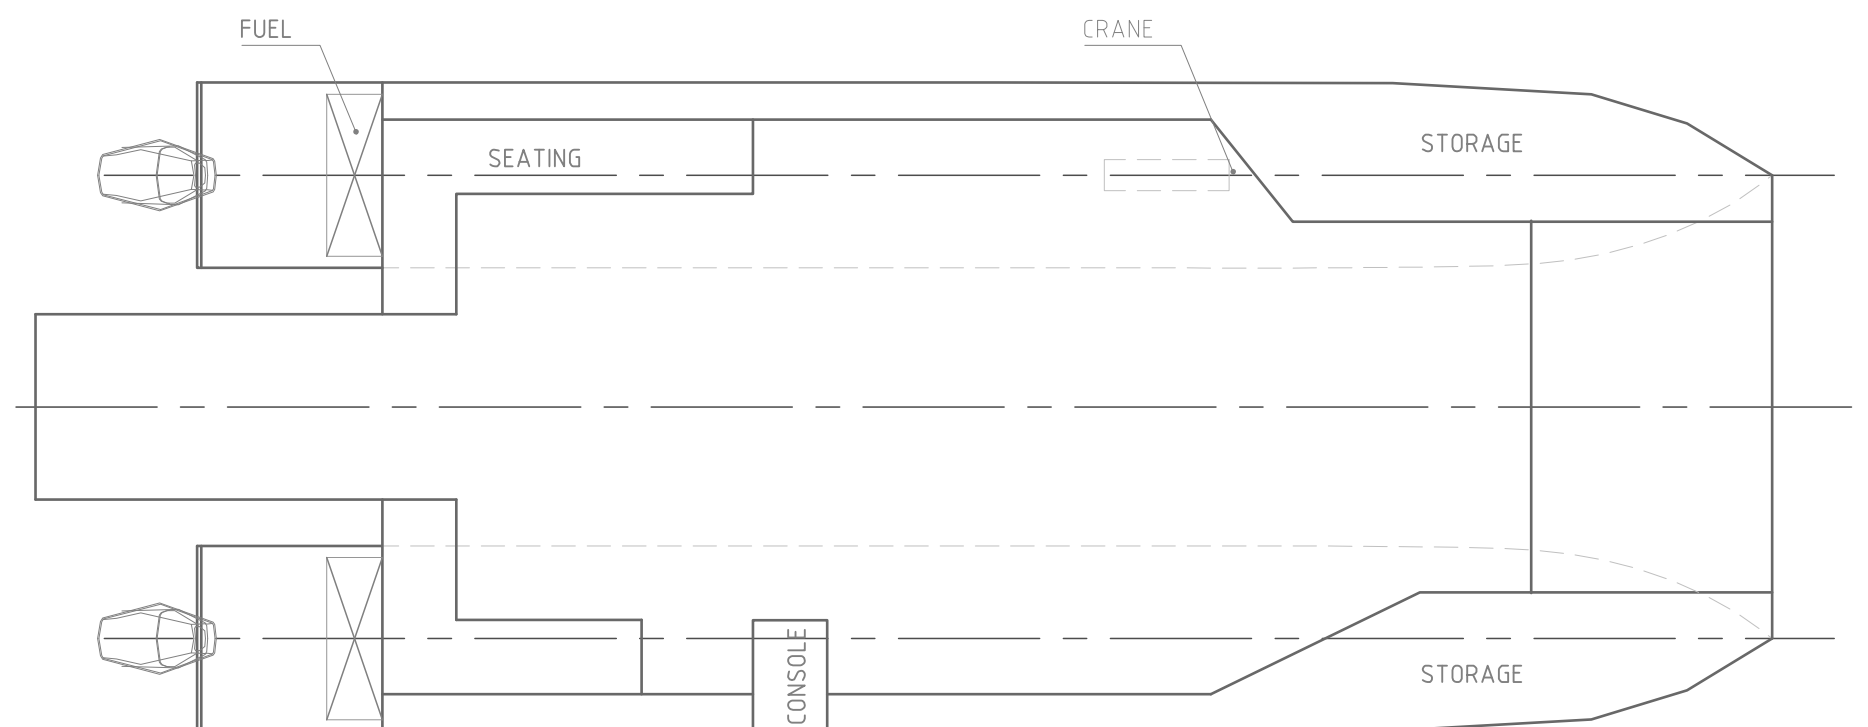 FUEL
CRANE
STORAGE
SEATING
CONSOLE
STORAGE